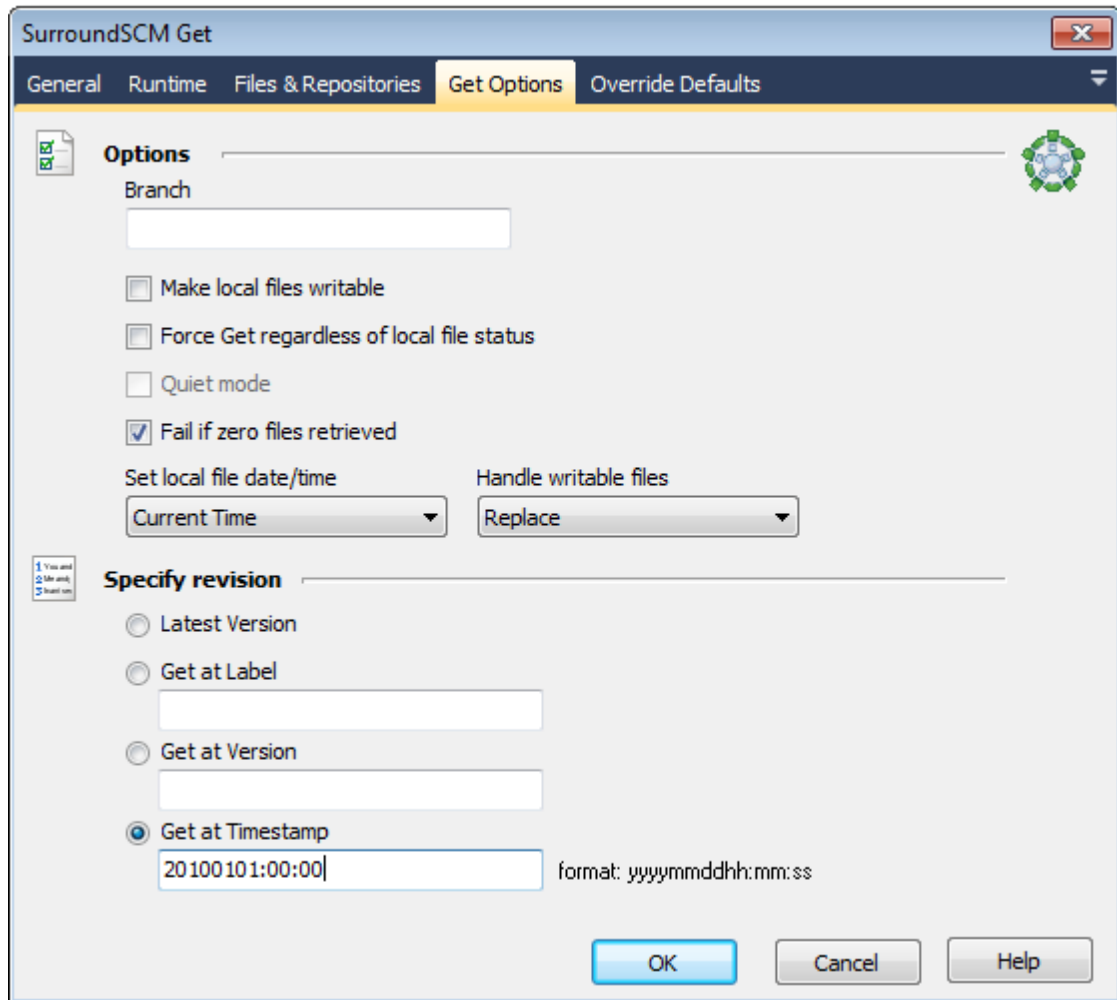 SurroundSCM Get
General Runtime Files & Repositories Get Options Override Defaults
Options
Branch
Make local files writable
Force Get regardless of local file status
Quiet mode
Fail if zero files retrieved
Set local file date/time Handle writable files
Current Time Replace
Specify revision
Latest Version
Get at Label
Get at Version
Get at Timestamp
20100101:00:00 format: yyyymmddhh:mm:ss
OK Cancel Help